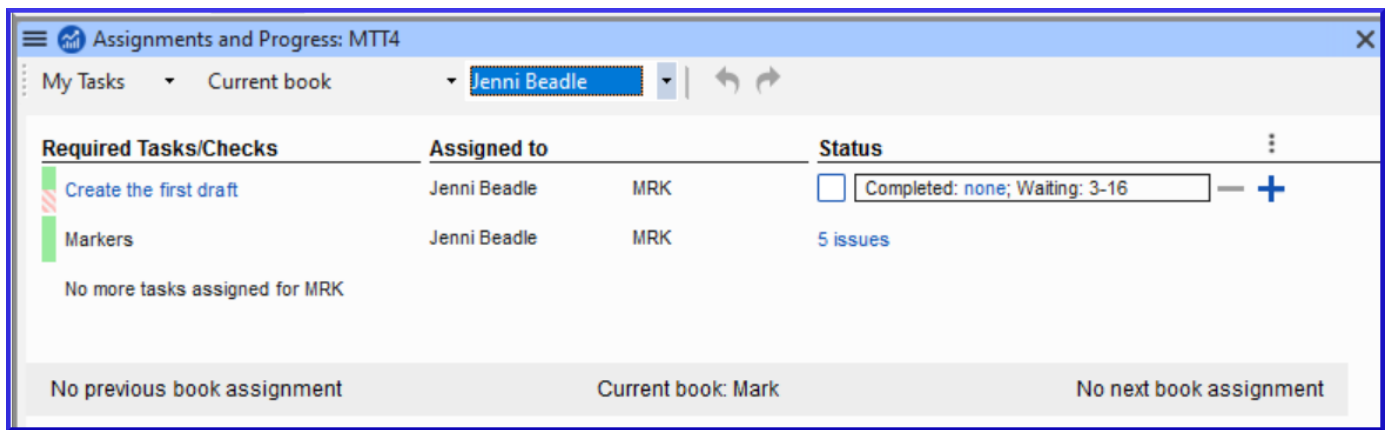 Assignments and Progress: MTT4
My Tasks Current book Jenni Beadle
Required Tasks/Checks Assigned to Status
Create the first draft Jenni Beadle MRK Completed: none; Waiting: 3-16
Markers Jenni Beadle MRK 5 issues
No more tasks assigned for MRK
No previous book assignment Current book: Mark No next book assignment